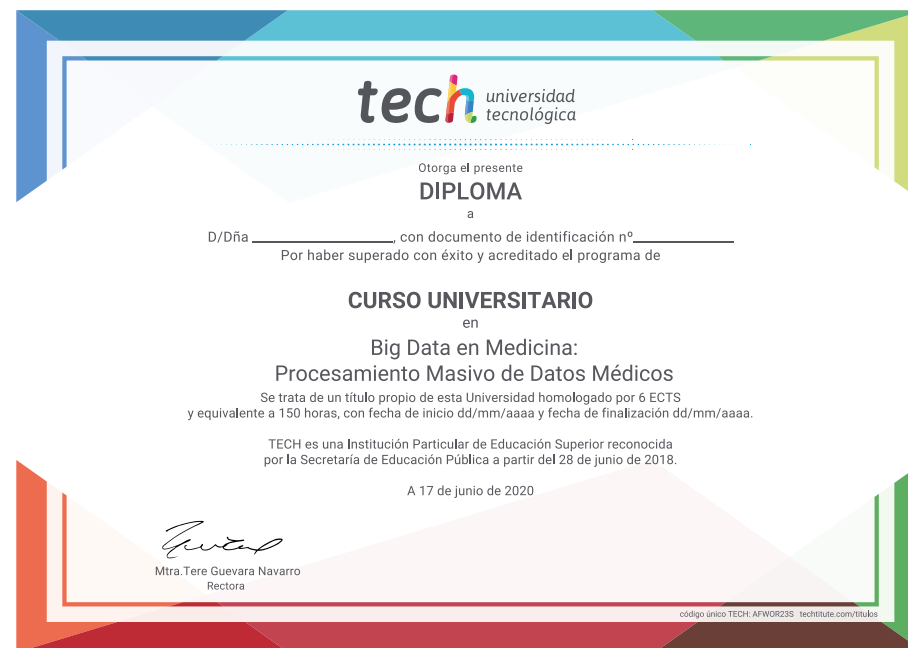 tech universidad
tecnológica
Otorga el presente
DIPLOMA
a
D/Dña ______________, con documento de identificación nº__________
Por haber superado con éxito y acreditado el programa de
CURSO UNIVERSITARIO
en
Big Data en Medicina:
Procesamiento Masivo de Datos Médicos
Se trata de un título propio de esta Universidad homologado por 6 ECTS
y equivalente a 150 horas, con fecha de inicio dd/mm/aaaa y fecha de finalización dd/mm/aaaa.
TECH es una Institución Particular de Educación Superior reconocida
por la Secretaría de Educación Pública a partir del 28 de junio de 2018.
A 17 de junio de 2020
Mtra.Tere Guevara Navarro
Rectora
código único TECH: AFWOR23S techtitute.com/titulos